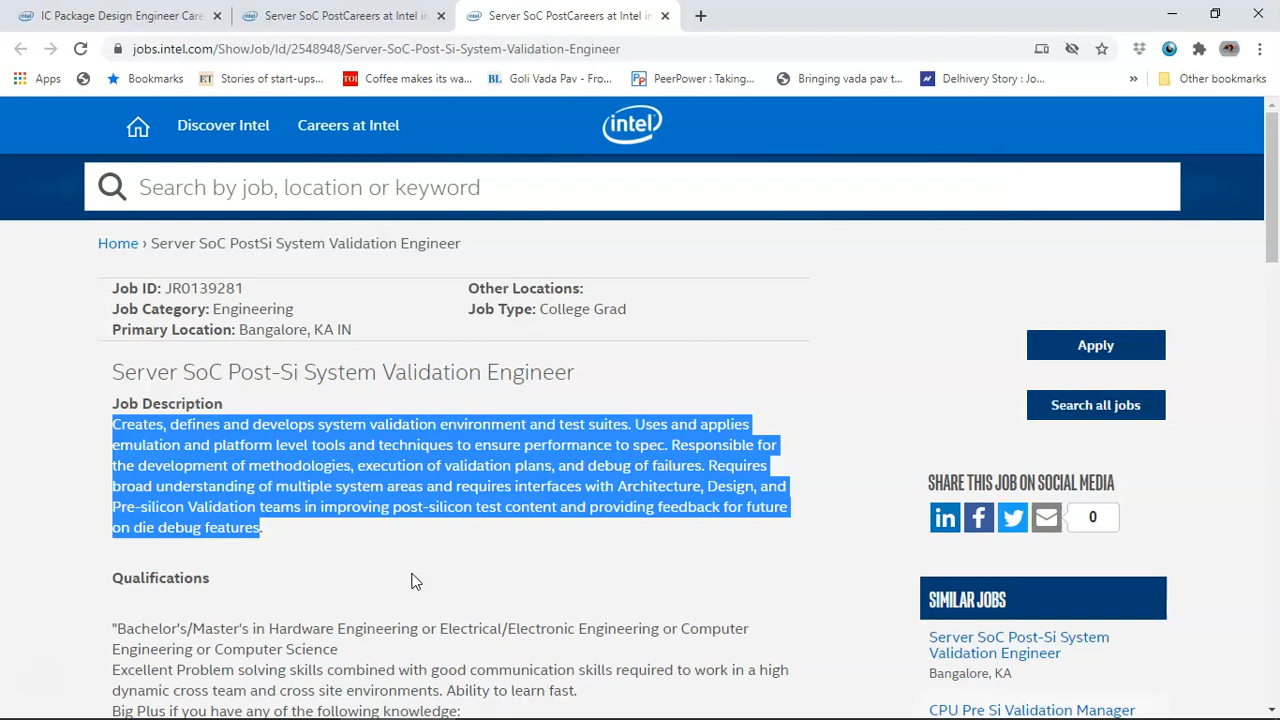 IC Package Design Engineer Care
Server SoC PostCareers at Intel in
Server SoC PostCareers at Intel in
jobs.intel.com/ShowJob/Id/2548948/Server-SoC-Post-Si-System-Validation-Engineer
Apps
Bookmarks
ET Stories of start-ups...
TOI Coffee makes its wa...
BL Goli Vada Pav - Fro...
Pp PeerPower : Taking...
Bringing vada pav t...
Delhivery Story : Jo...
»
Other bookmarks
Discover Intel
Careers at Intel
intel
Search by job, location or keyword
Home › Server SoC PostSi System Validation Engineer
Job ID: JR0139281
Other Locations:
Job Category: Engineering
Job Type: College Grad
Primary Location: Bangalore, KA IN
Apply
Server SoC Post-Si System Validation Engineer
Search all jobs
Job Description
Creates, defines and develops system validation environment and test suites. Uses and applies
emulation and platform level tools and techniques to ensure performance to spec. Responsible for
the development of methodologies, execution of validation plans, and debug of failures. Requires
broad understanding of multiple system areas and requires interfaces with Architecture, Design, and
Pre-silicon Validation teams in improving post-silicon test content and providing feedback for future
on die debug features.
SHARE THIS JOB ON SOCIAL MEDIA
in
f
0
Qualifications
SIMILAR JOBS
"Bachelor's/Master's in Hardware Engineering or Electrical/Electronic Engineering or Computer
Engineering or Computer Science
Excellent Problem solving skills combined with good communication skills required to work in a high
dynamic cross team and cross site environments. Ability to learn fast.
Big Plus if you have any of the following knowledge:
Server SoC Post-Si System
Validation Engineer
Bangalore, KA
CPU Pre Si Validation Manager